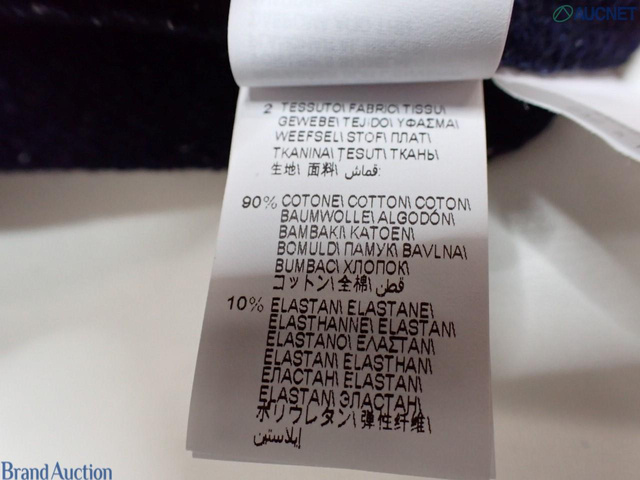 AUCNET
2 TESSUTO\ FABRIC\ TISSU\
GEWEBE\ TEJIDO\ ΥΦΑΣΜΑ\
WEEFSEL\ STOF\ ПЛАТ\
TKANINA\ ȚESUT\ ТКАНЬ\
生地\ 面料\ قماش:
90% COTONE\ COTTON\ COTON\
BAUMWOLLE\ ALGODÓN\
BAMBAKI\ KATOEN\
BOMULD\ ПАМУК\ BAVLNA\
BUMBAC\ ХЛОПОК\
コットン\ 全棉\ قطن
10% ELASTAN\ ELASTANE\
ELASTHANNE\ ELASTAN\
ELASTANO\ ΕΛΑΣΤΑΝ\
ELASTAN\ ELASTHAN\
ЕЛАСТАН\ ELASTAN\
ELASTAN\ ЭЛАСТАН\
ポリウレタン\ 弹性纤维\
إيلاستين
Brand Auction